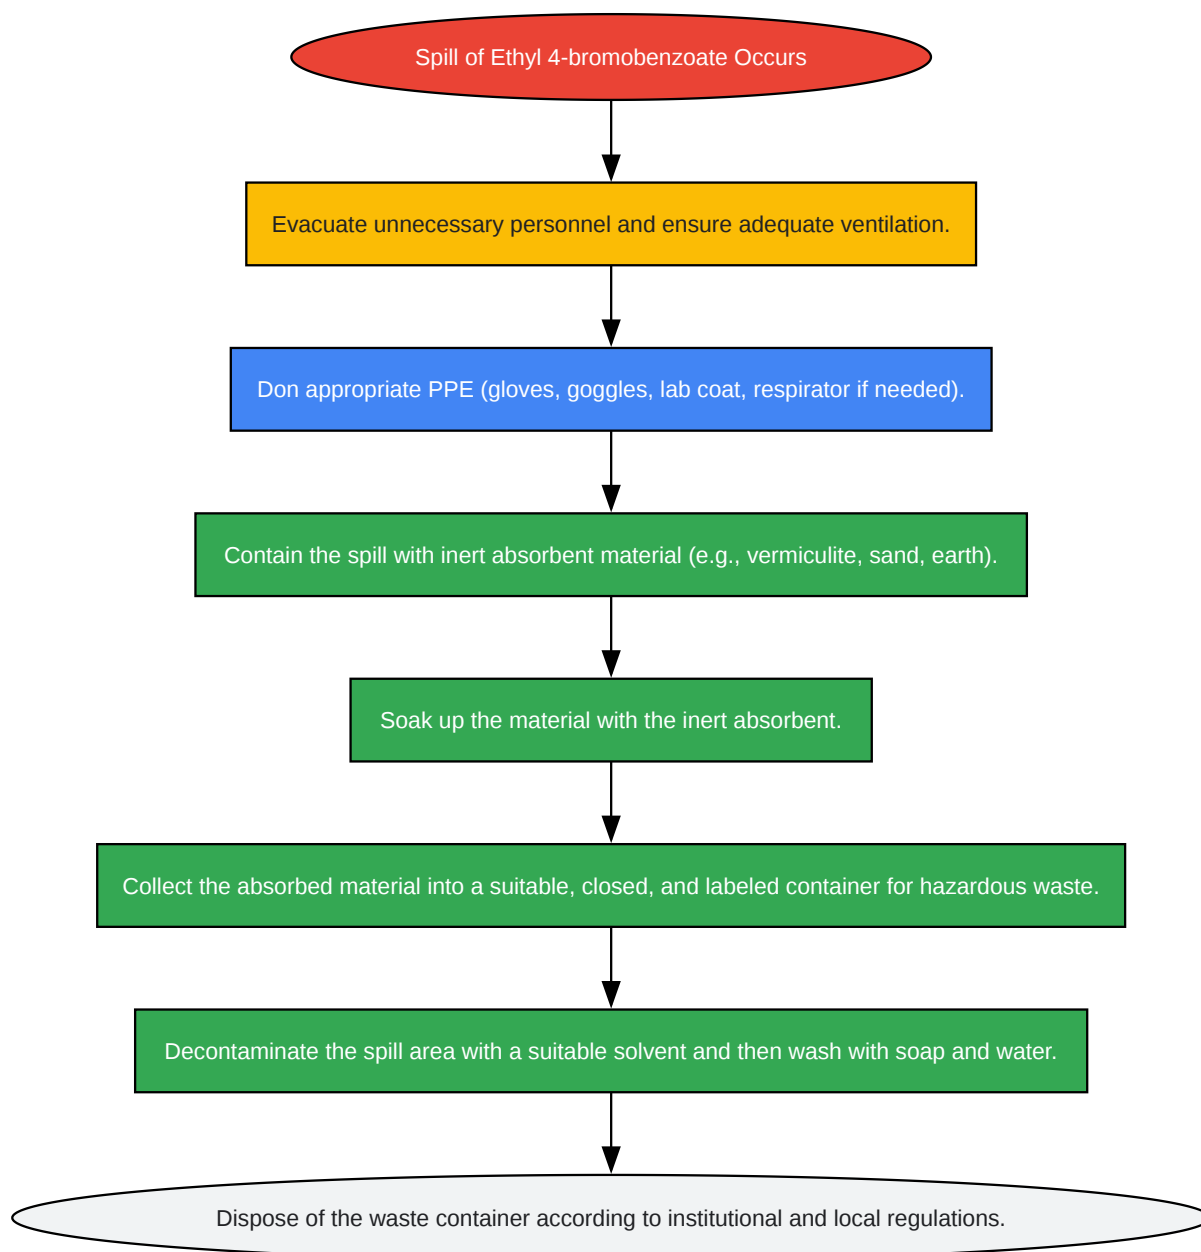 Spill of Ethyl 4-bromobenzoate Occurs
Evacuate unnecessary personnel and ensure adequate ventilation.
Don appropriate PPE (gloves, goggles, lab coat, respirator if needed).
Contain the spill with inert absorbent material (e.g., vermiculite, sand, earth).
Soak up the material with the inert absorbent.
Collect the absorbed material into a suitable, closed, and labeled container for hazardous waste.
Decontaminate the spill area with a suitable solvent and then wash with soap and water.
Dispose of the waste container according to institutional and local regulations.